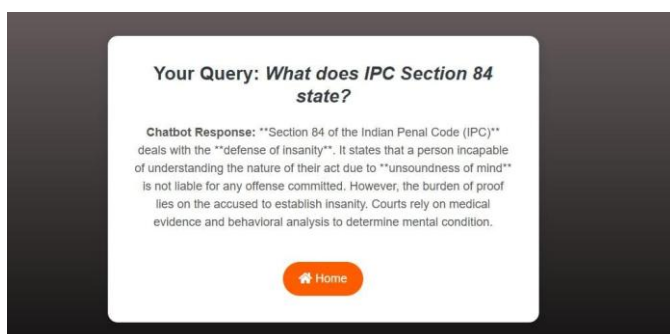 Your Query: What does IPC Section 84
state?
Chatbot Response: **Section 84 of the Indian Penal Code (IPC)**
deals with the **defense of insanity**. It states that a person incapable
of understanding the nature of their act due to **unsoundness of mind**
is not liable for any offense committed. However, the burden of proof
lies on the accused to establish insanity. Courts rely on medical
evidence and behavioral analysis to determine mental condition.
Home